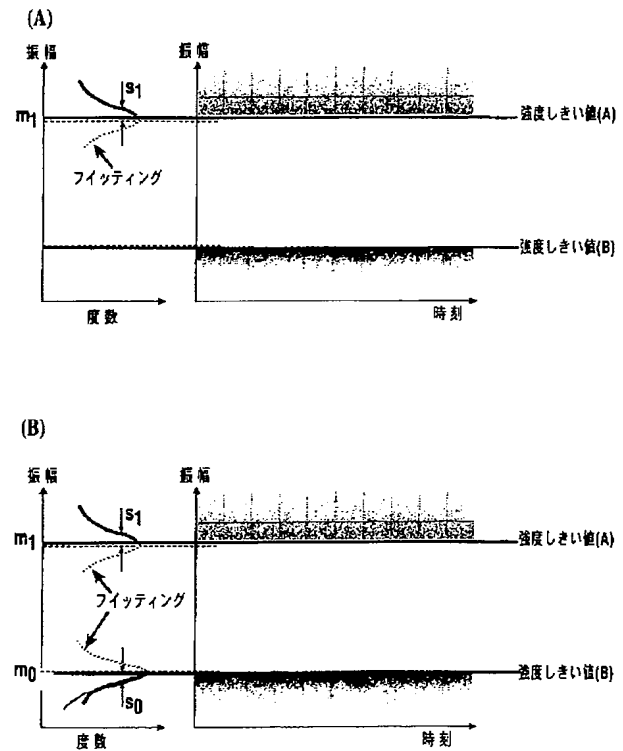 (A)
振幅
振幅
s1
m1
強度しきい値(A)
フイッティング
強度しきい値(B)
度数
時刻
(B)
振幅
振幅
s1
m1
強度しきい値(A)
フイッティング
m0
強度しきい値(B)
s0
度数
時刻